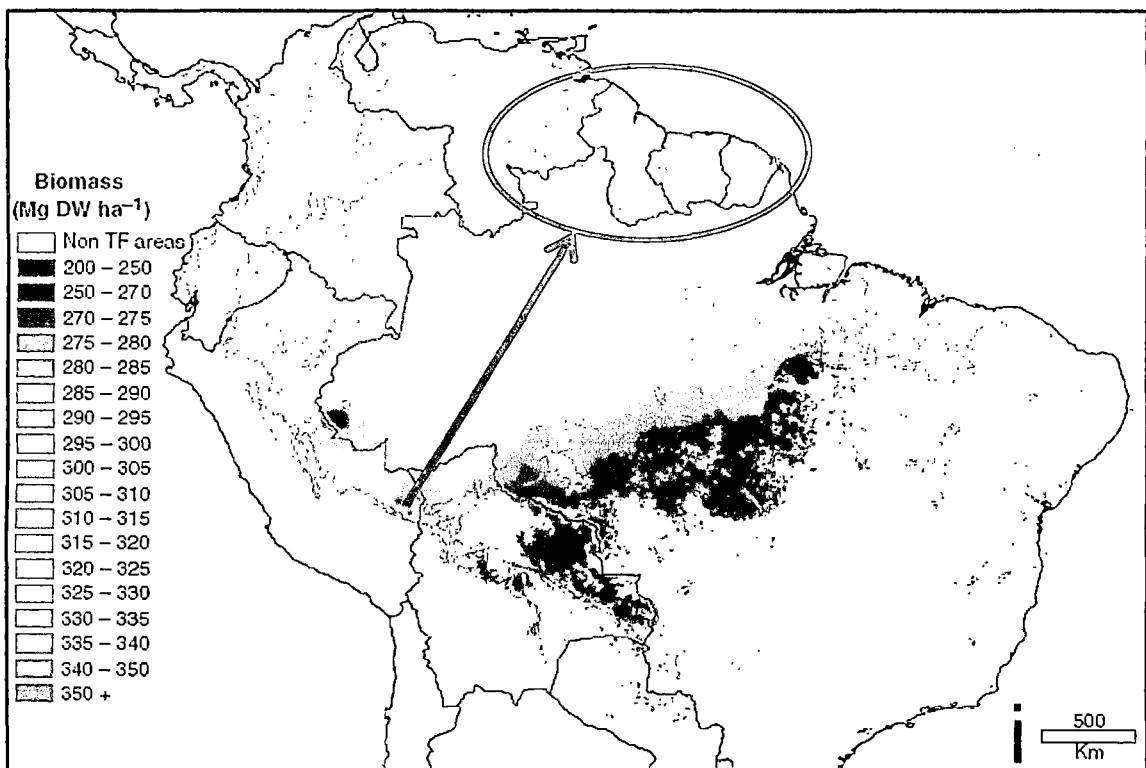 Biomass
(Mg DW ha⁻¹)
Non TF areas
200 – 250
250 – 270
270 – 275
275 – 280
280 – 285
285 – 290
290 – 295
295 – 300
300 – 305
305 – 310
310 – 315
315 – 320
320 – 325
325 – 330
330 – 335
335 – 340
340 – 350
350 +
500
Km